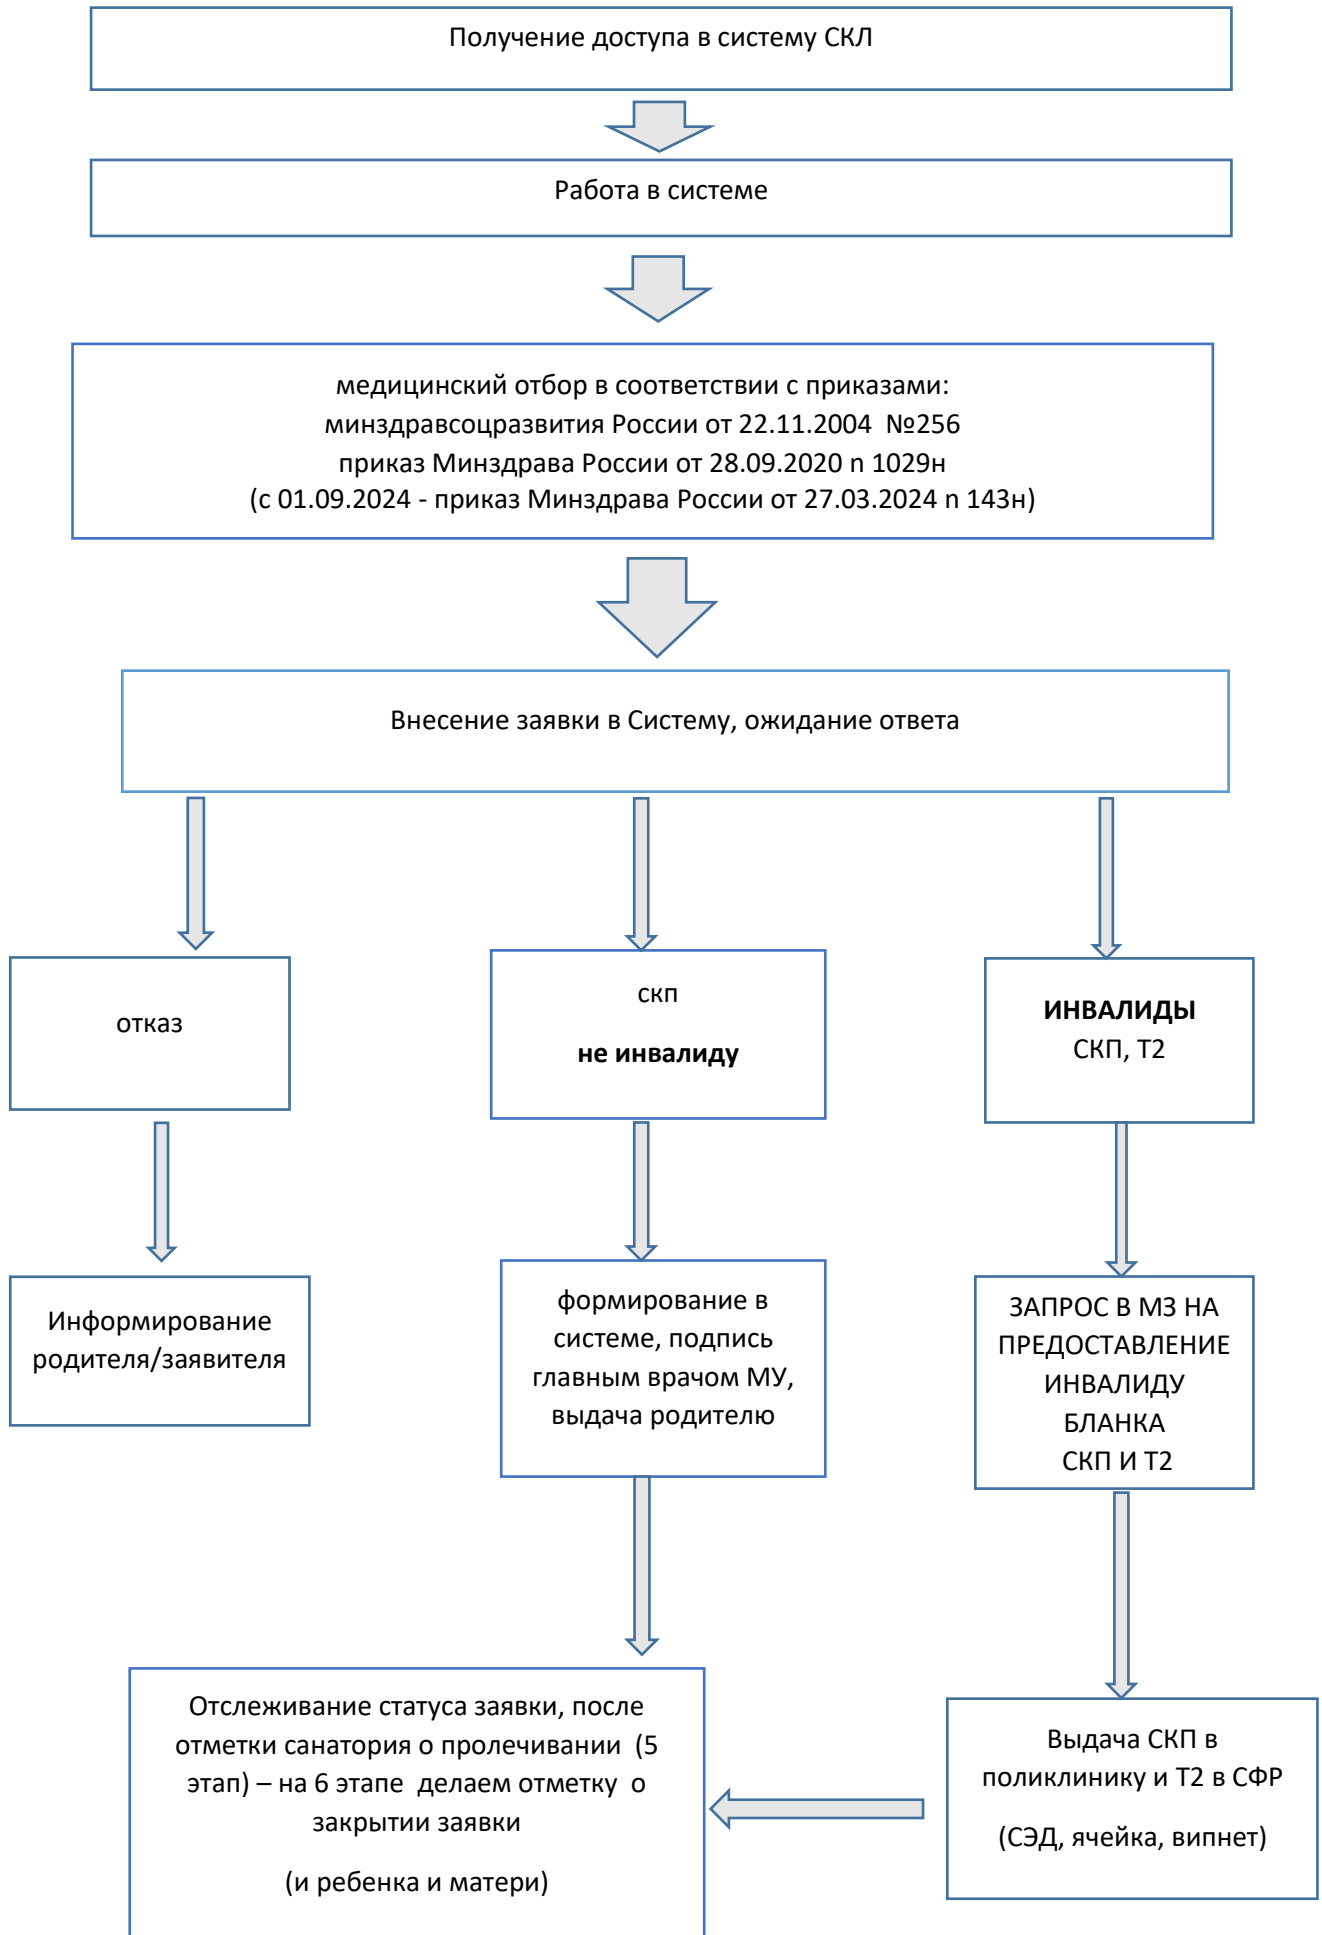 Получение доступа в систему СКЛ
Работа в системе
медицинский отбор в соответствии с приказами:
минздравсоцразвития России от 22.11.2004  №256
приказ Минздрава России от 28.09.2020 n 1029н
(с 01.09.2024 - приказ Минздрава России от 27.03.2024 n 143н)
Внесение заявки в Систему, ожидание ответа
отказ
скп
не инвалиду
ИНВАЛИДЫ
СКП, Т2
Информирование
родителя/заявителя
формирование в
системе, подпись
главным врачом МУ,
выдача родителю
ЗАПРОС В МЗ НА
ПРЕДОСТАВЛЕНИЕ
ИНВАЛИДУ
БЛАНКА
СКП И Т2
Отслеживание статуса заявки, после
отметки санатория о пролечивании  (5
этап) – на 6 этапе  делаем отметку  о
закрытии заявки
(и ребенка и матери)
Выдача СКП в
поликлинику и Т2 в СФР
(СЭД, ячейка, випнет)